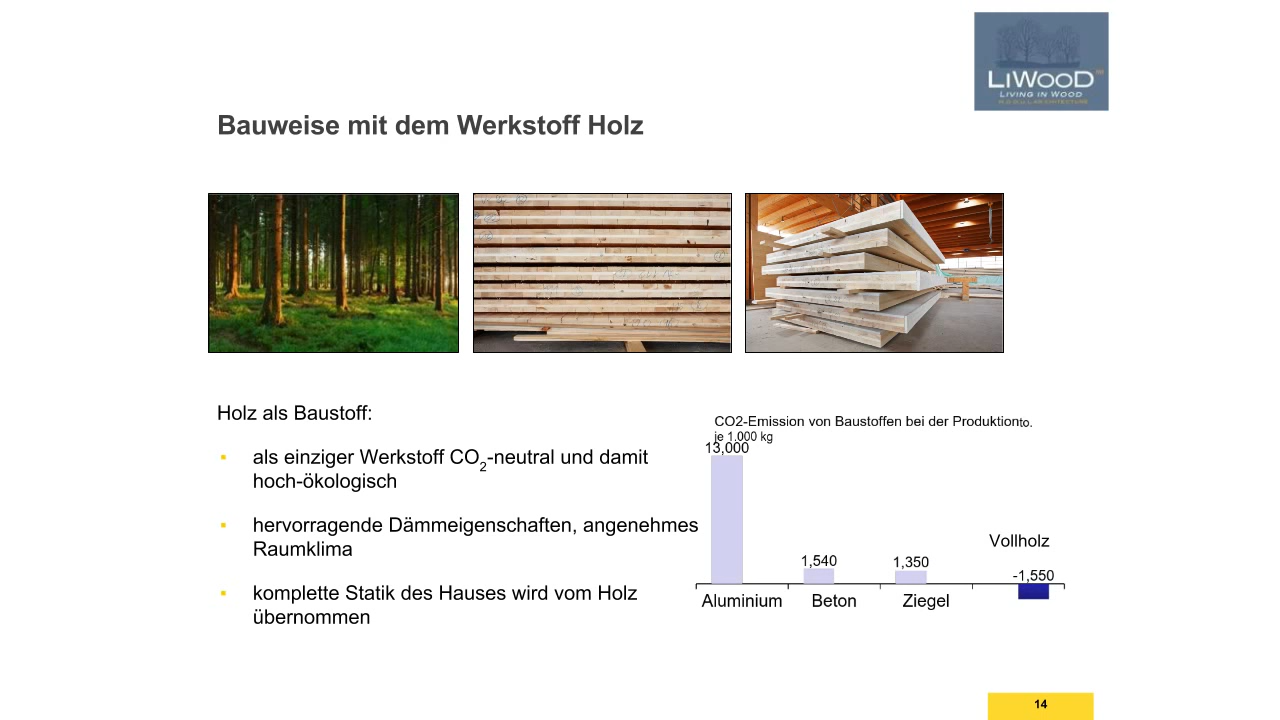 LIWOOD
LIVING IN WOOD
Bauweise mit dem Werkstoff Holz
Holz als Baustoff:
▪ als einziger Werkstoff CO2-neutral und damit
hoch-ökologisch
▪ hervorragende Dämmeigenschaften, angenehmes
Raumklima
▪ komplette Statik des Hauses wird vom Holz
übernommen
CO2-Emission von Baustoffen bei der Produktion to.
je 1.000 kg
13,000
1,540
1,350
Vollholz
-1,550
Aluminium Beton Ziegel
14